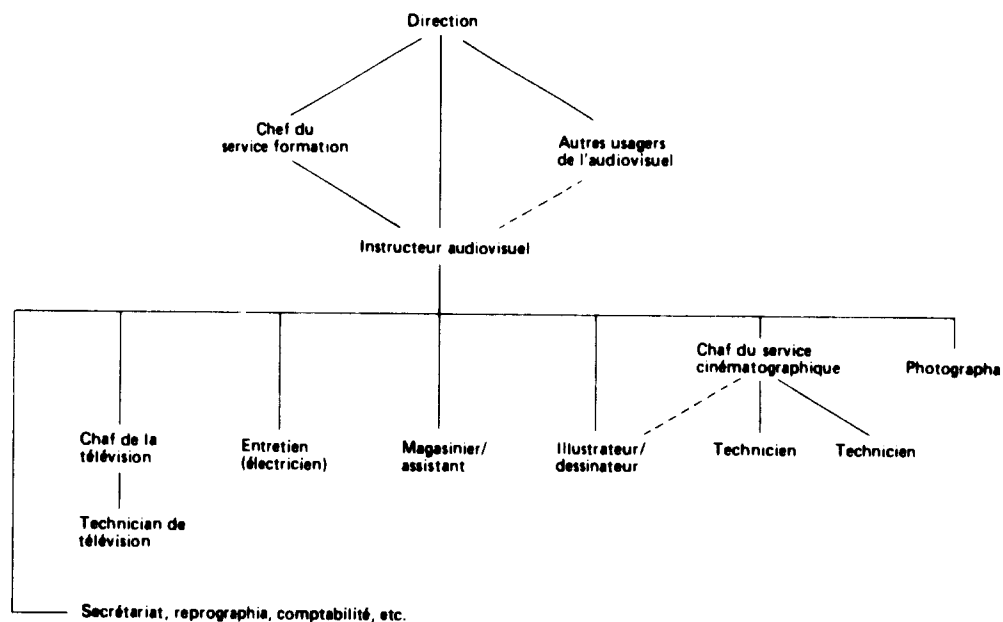 Direction
Chef du
service formation
Autres usagers
de l'audiovisuel
Instructeur audiovisuel
Chaf du service
cinématographique
Photographa
Chaf de la
télévision
Entretien
(électricien)
Magasinier/
assistant
Illustrateur/
dessinateur
Technicien
Technicien
Technician de
télévision
Secrétariat, reprographia, comptabilité, etc.